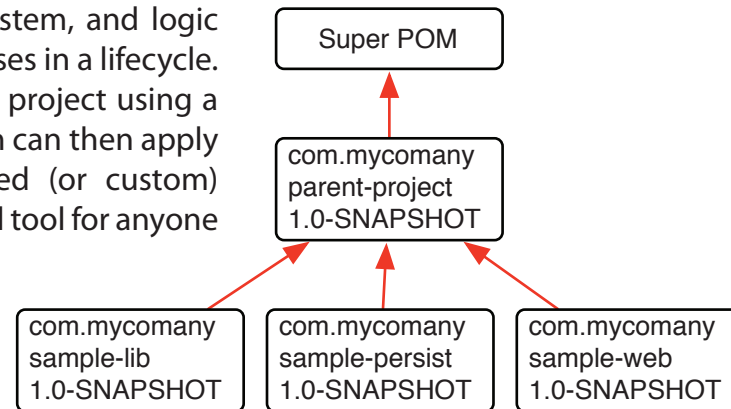 stem, and logic
ses in a lifecycle.
project using a
can then apply
ed (or custom)
tool for anyone
Super POM
com.mycomany
parent-project
1.0-SNAPSHOT
com.mycomany
sample-lib
1.0-SNAPSHOT
com.mycomany
sample-persist
1.0-SNAPSHOT
com.mycomany
sample-web
1.0-SNAPSHOT